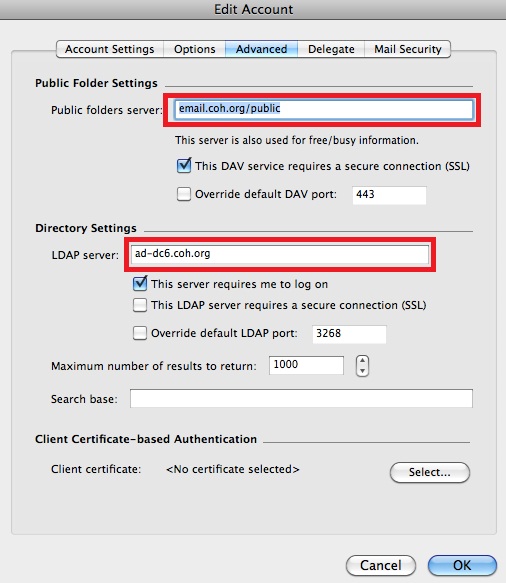 Edit Account
Account Settings Options Advanced Delegate Mail Security
Public Folder Settings
Public folders server: email.coh.org/public
This server is also used for free/busy information.
This DAV service requires a secure connection (SSL)
Override default DAV port: 443
Directory Settings
LDAP server: ad-dc6.coh.org
This server requires me to log on
This LDAP server requires a secure connection (SSL)
Override default LDAP port: 3268
Maximum number of results to return: 1000
Search base:
Client Certificate-based Authentication
Client certificate: <No certificate selected> Select...
Cancel OK